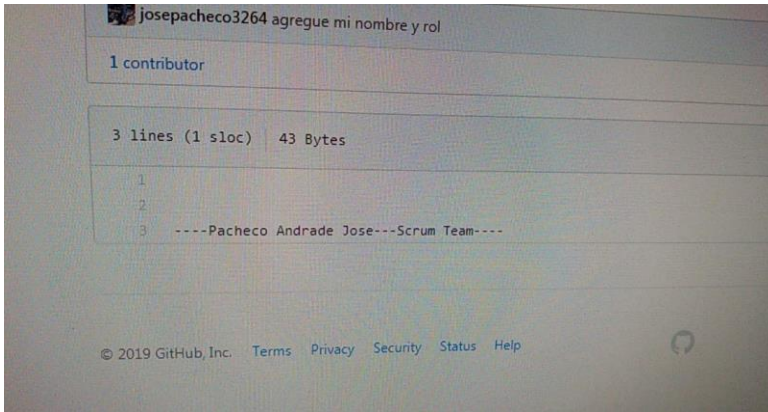 josepacheco3264 agregue mi nombre y rol
1 contributor
3 lines (1 sloc) 43 Bytes
1
2
3 ----Pacheco Andrade Jose---Scrum Team----
© 2019 GitHub, Inc. Terms Privacy Security Status Help